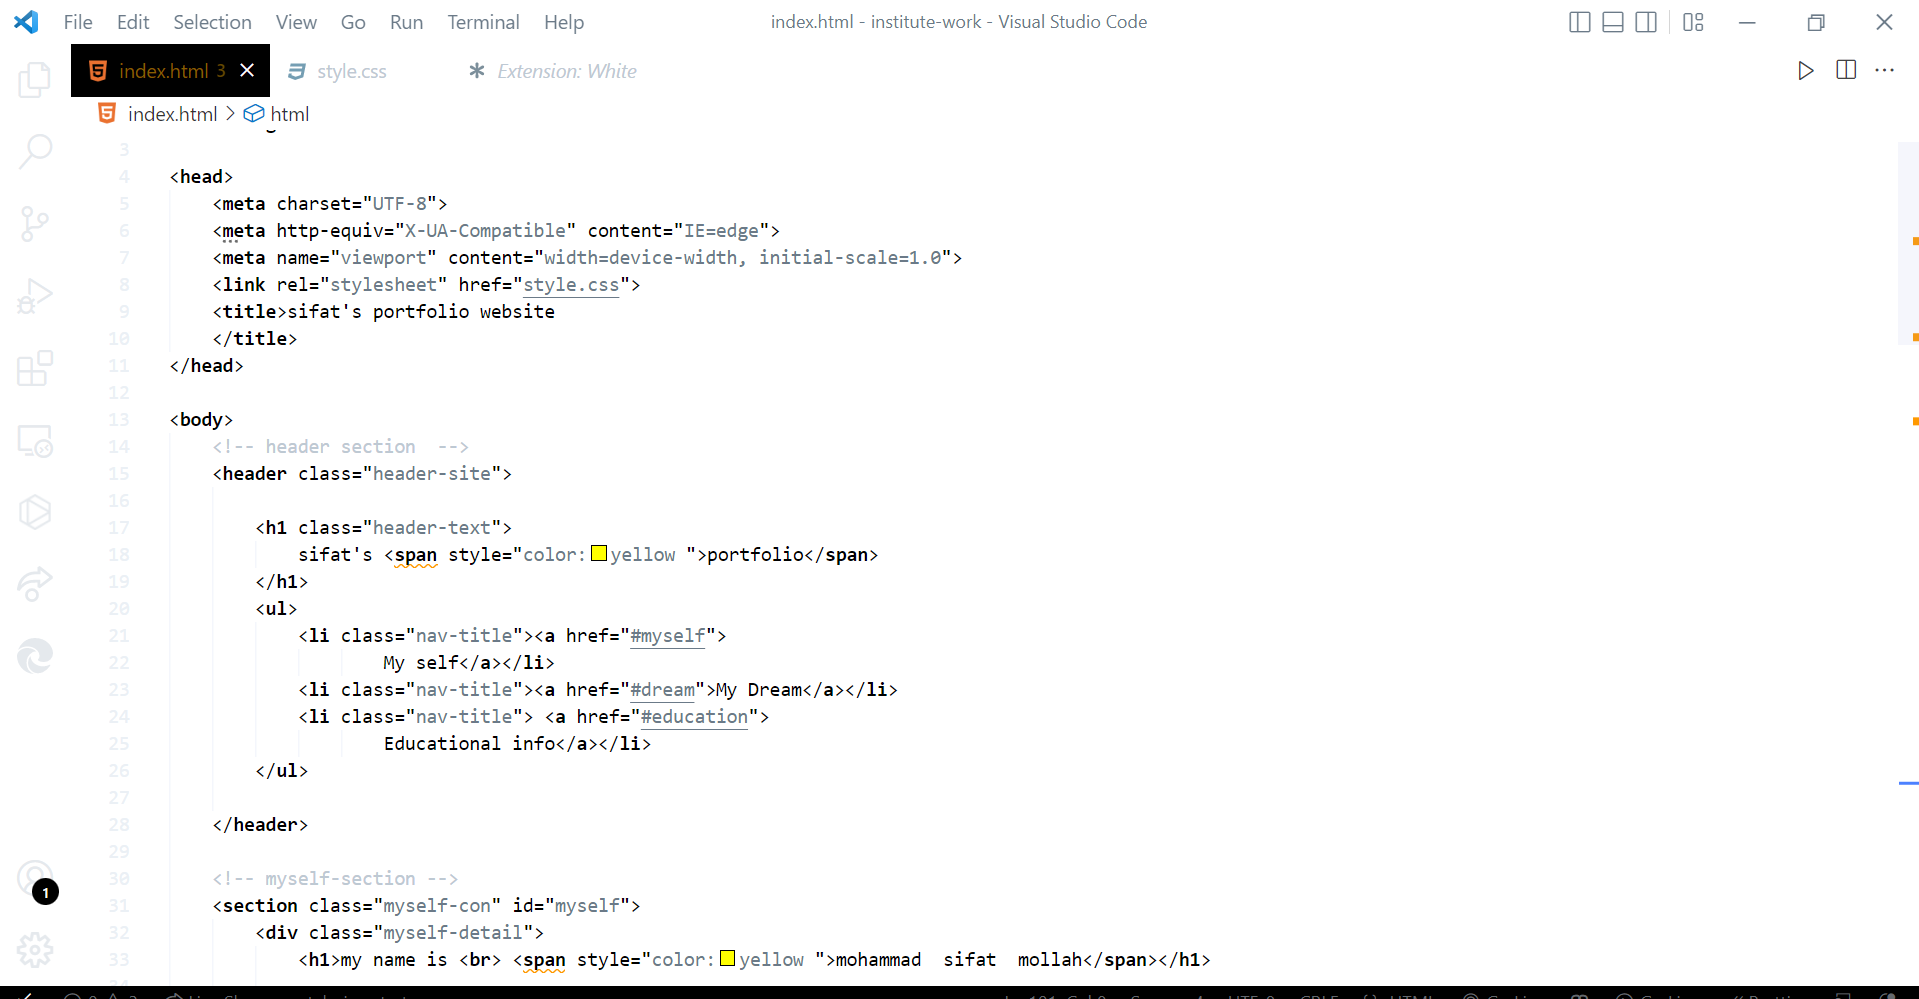 File Edit Selection View Go Run Terminal Help index.html - institute-work - Visual Studio Code
index.html 3 style.css Extension: White
index.html > html
3
4 <head>
5 <meta charset="UTF-8">
6 <meta http-equiv="X-UA-Compatible" content="IE=edge">
7 <meta name="viewport" content="width=device-width, initial-scale=1.0">
8 <link rel="stylesheet" href="style.css">
9 <title>sifat's portfolio website
10 </title>
11 </head>
12
13 <body>
14 <!-- header section  -->
15 <header class="header-site">
16
17 <h1 class="header-text">
18 sifat's <span style="color:yellow ">portfolio</span>
19 </h1>
20 <ul>
21 <li class="nav-title"><a href="#myself">
22 My self</a></li>
23 <li class="nav-title"><a href="#dream">My Dream</a></li>
24 <li class="nav-title"> <a href="#education">
25 Educational info</a></li>
26 </ul>
27
28 </header>
29
30 <!-- myself-section -->
31 <section class="myself-con" id="myself">
32 <div class="myself-detail">
33 <h1>my name is <br> <span style="color:yellow ">mohammad  sifat  mollah</span></h1>
1